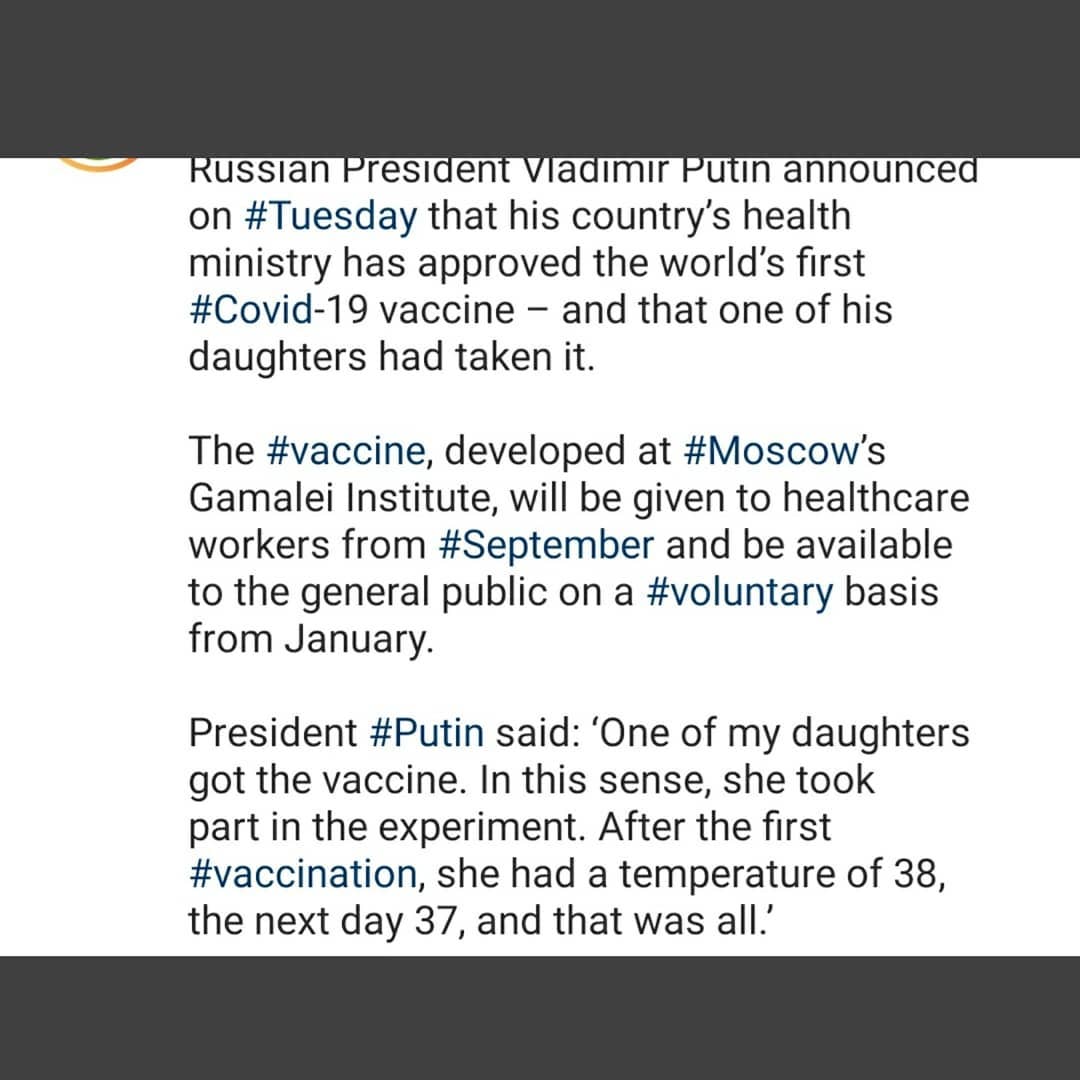 Russian President Vladimir Putin announced
on #Tuesday that his country’s health
ministry has approved the world’s first
#Covid-19 vaccine – and that one of his
daughters had taken it.
The #vaccine, developed at #Moscow’s
Gamalei Institute, will be given to healthcare
workers from #September and be available
to the general public on a #voluntary basis
from January.
President #Putin said: ‘One of my daughters
got the vaccine. In this sense, she took
part in the experiment. After the first
#vaccination, she had a temperature of 38,
the next day 37, and that was all.’